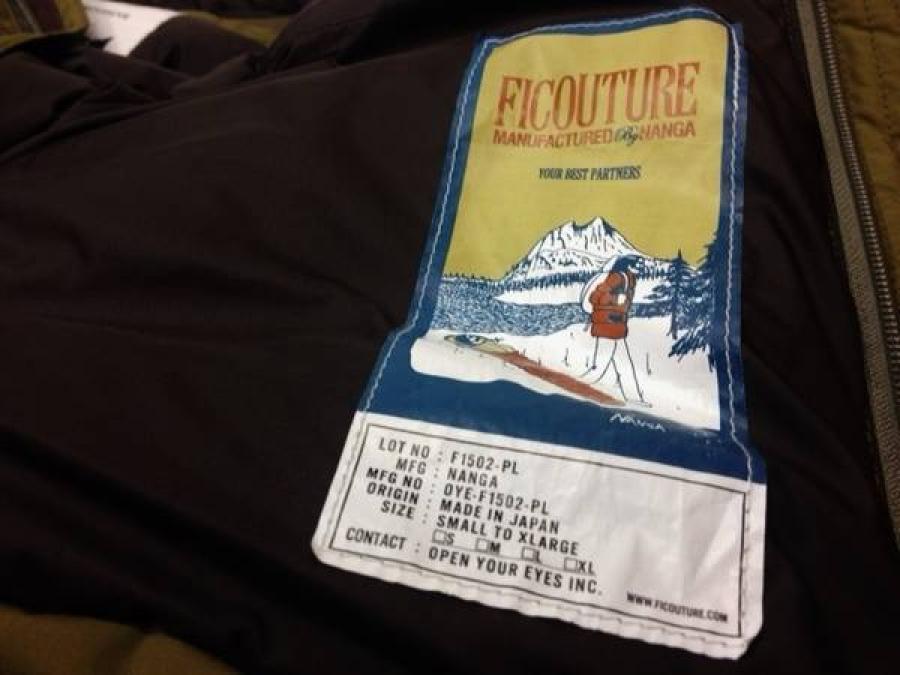 FICOUTURE
MANUFACTURED By NANGA
YOUR BEST PARTNERS
NANGA
LOT NO : F1502-PL
MFG : NANGA
MFG NO : OYE-F1502-PL
ORIGIN : MADE IN JAPAN
SIZE : SMALL TO XLARGE
□S □M □L □XL
CONTACT : OPEN YOUR EYES INC.
WWW.FICOUTURE.COM